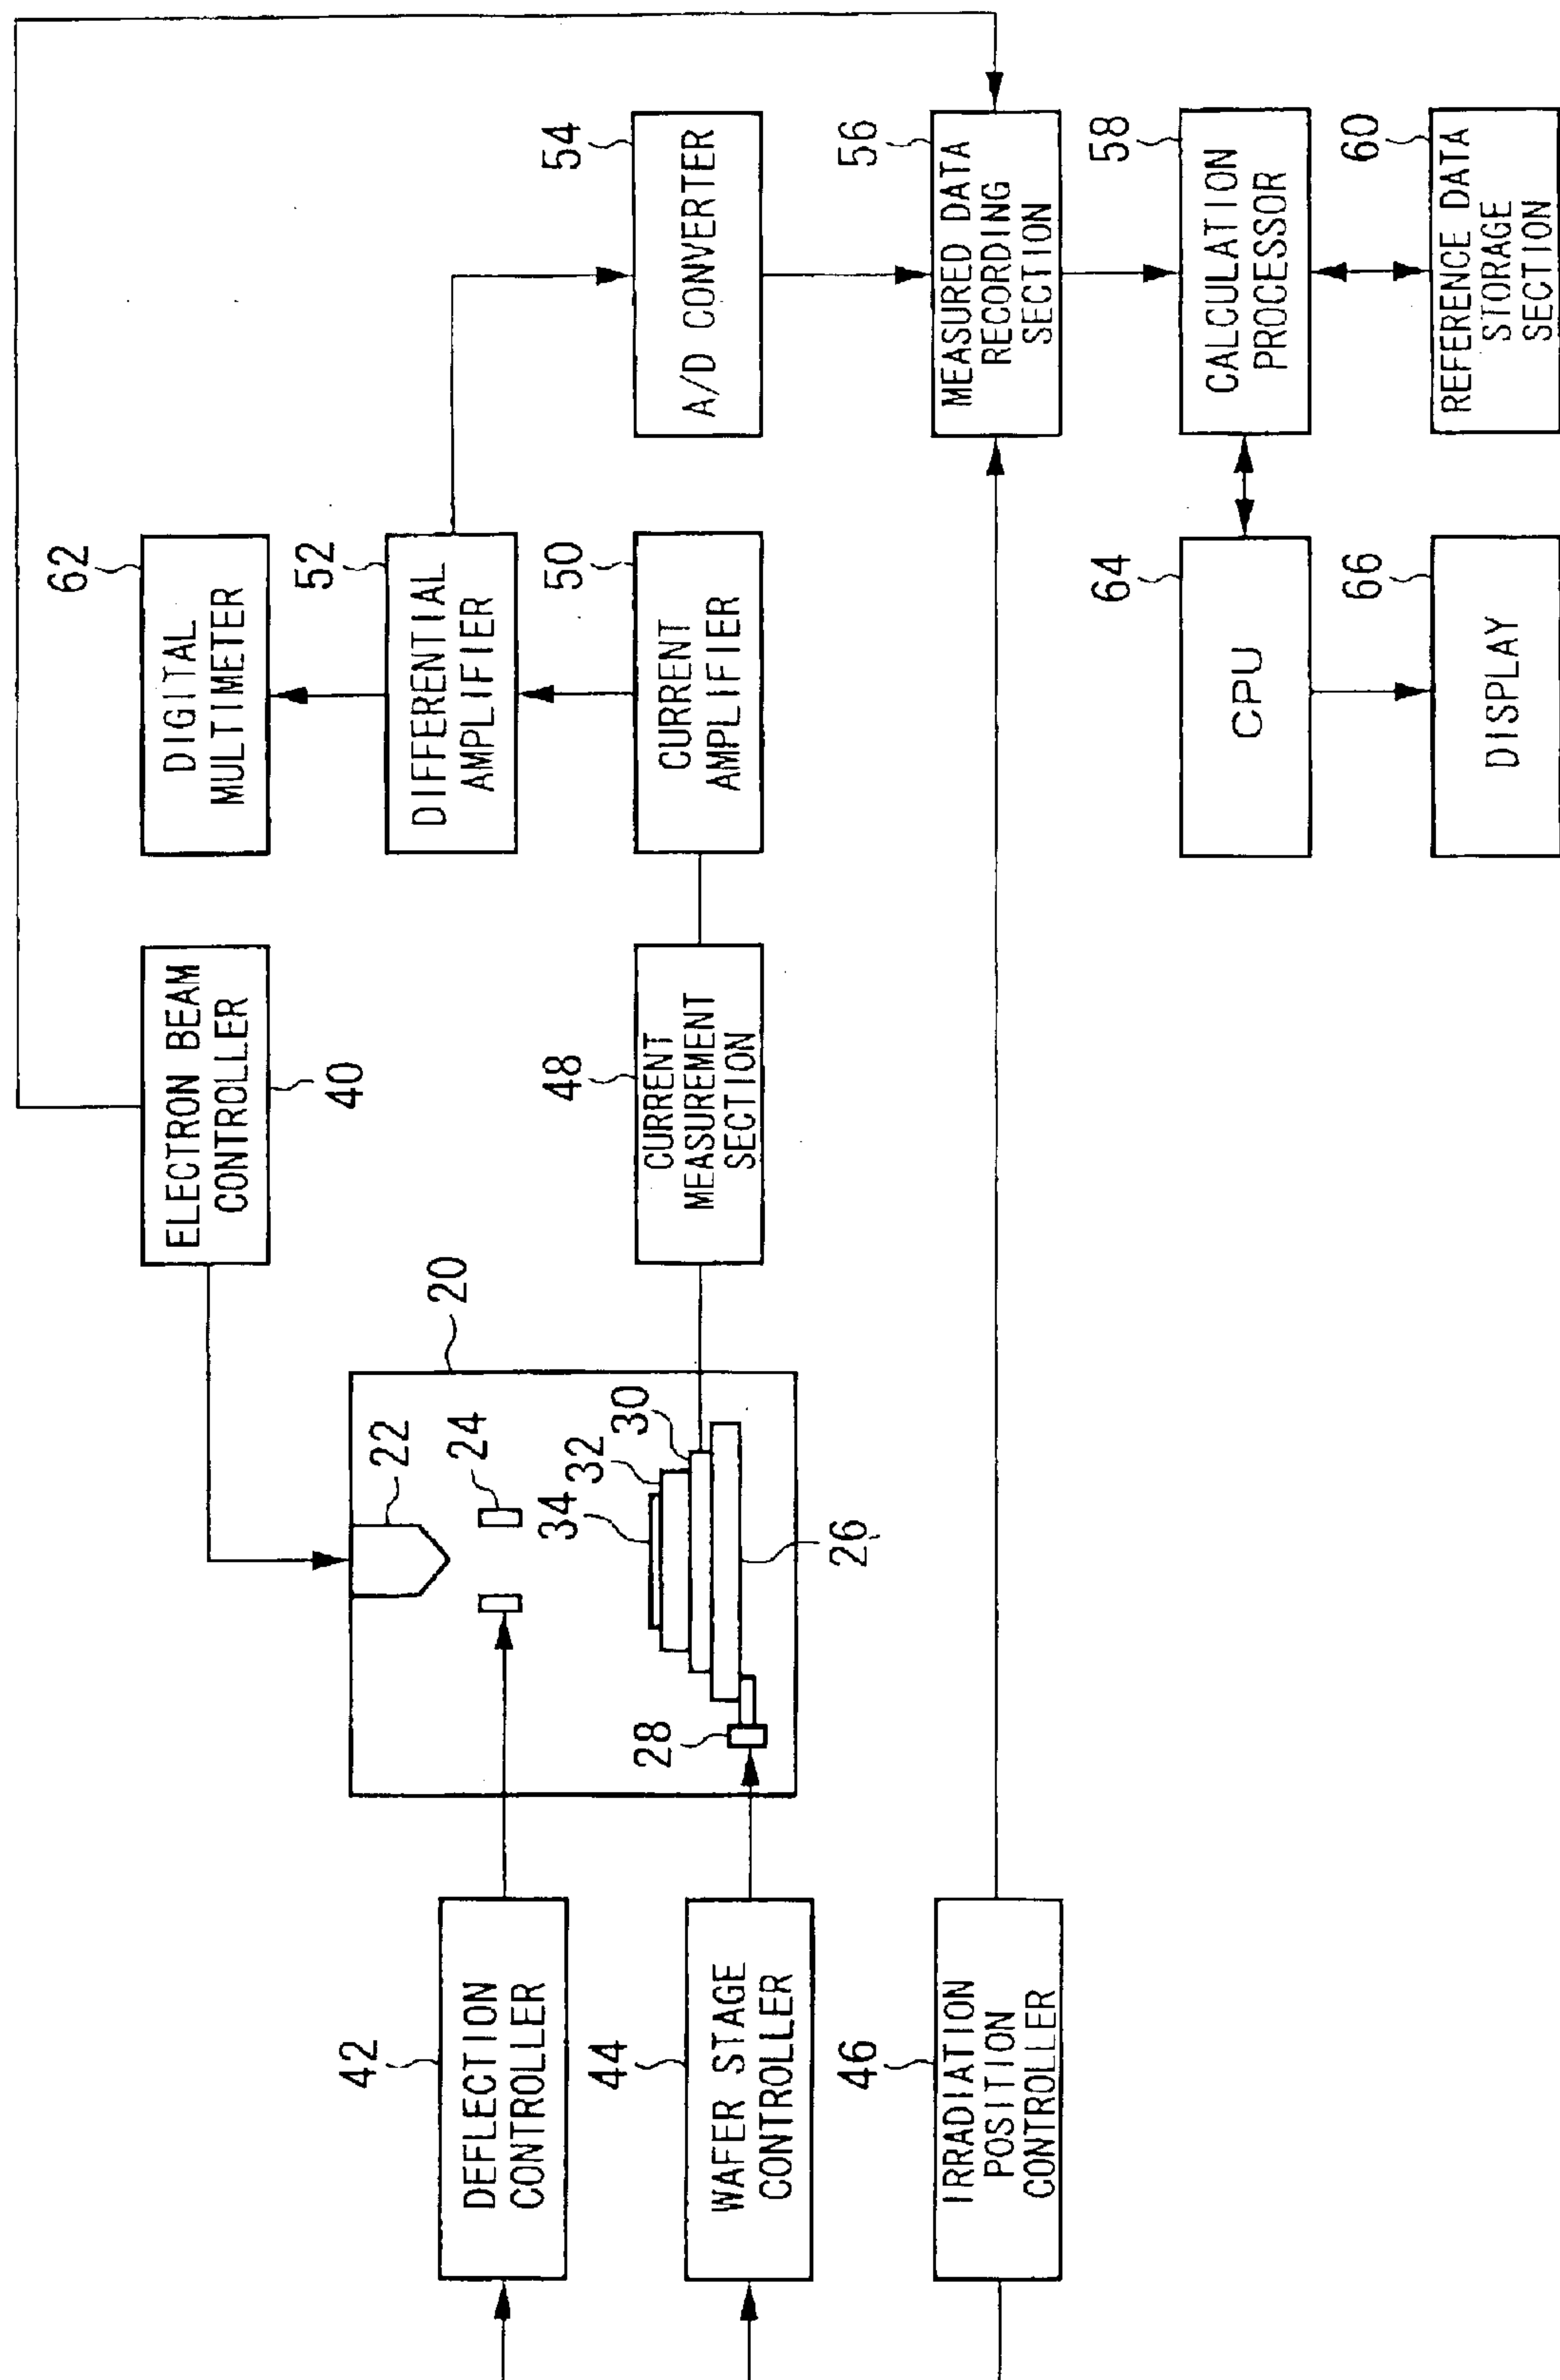 62
DIGITAL
MULTIMETER
52
DIFFERENTIAL
AMPLIFIER
50
CURRENT
AMPLIFIER
54
A/D CONVERTER
56
MEASURED DATA
RECORDING
SECTION
58
CALCULATION
PROCESSOR
60
REFERENCE DATA
STORAGE
SECTION
64
CPU
66
DISPLAY
ELECTRON BEAM
CONTROLLER
40
48
CURRENT
MEASUREMENT
SECTION
20
22
24
34
32
30
26
28
42
DEFLECTION
CONTROLLER
44
WAFER STAGE
CONTROLLER
46
IRRADIATION
POSITION
CONTROLLER